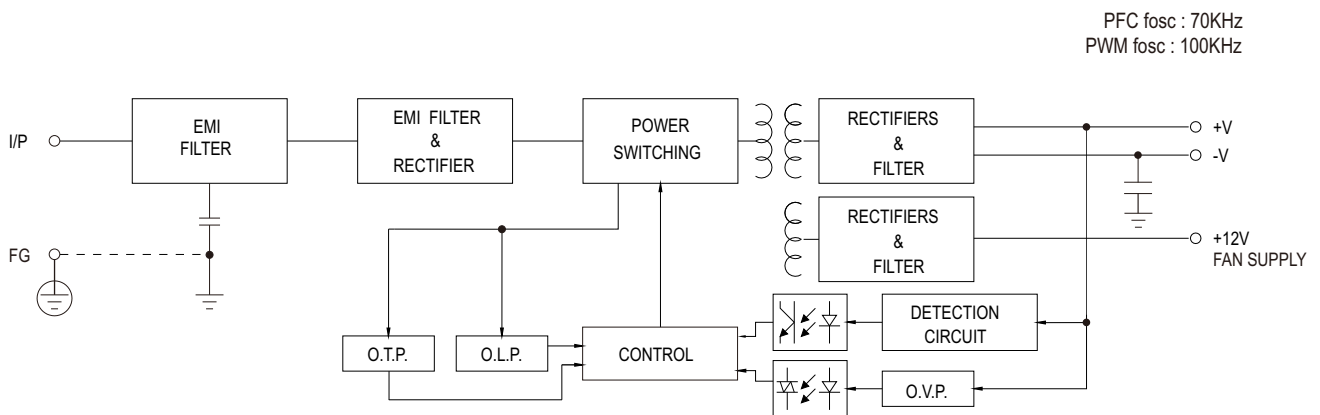 PFC fosc : 70KHz
PWM fosc : 100KHz
I/P
EMI
FILTER
EMI FILTER
&
RECTIFIER
POWER
SWITCHING
RECTIFIERS
&
FILTER
+V
-V
FG
RECTIFIERS
&
FILTER
+12V
FAN SUPPLY
O.T.P.
O.L.P.
CONTROL
DETECTION
CIRCUIT
O.V.P.